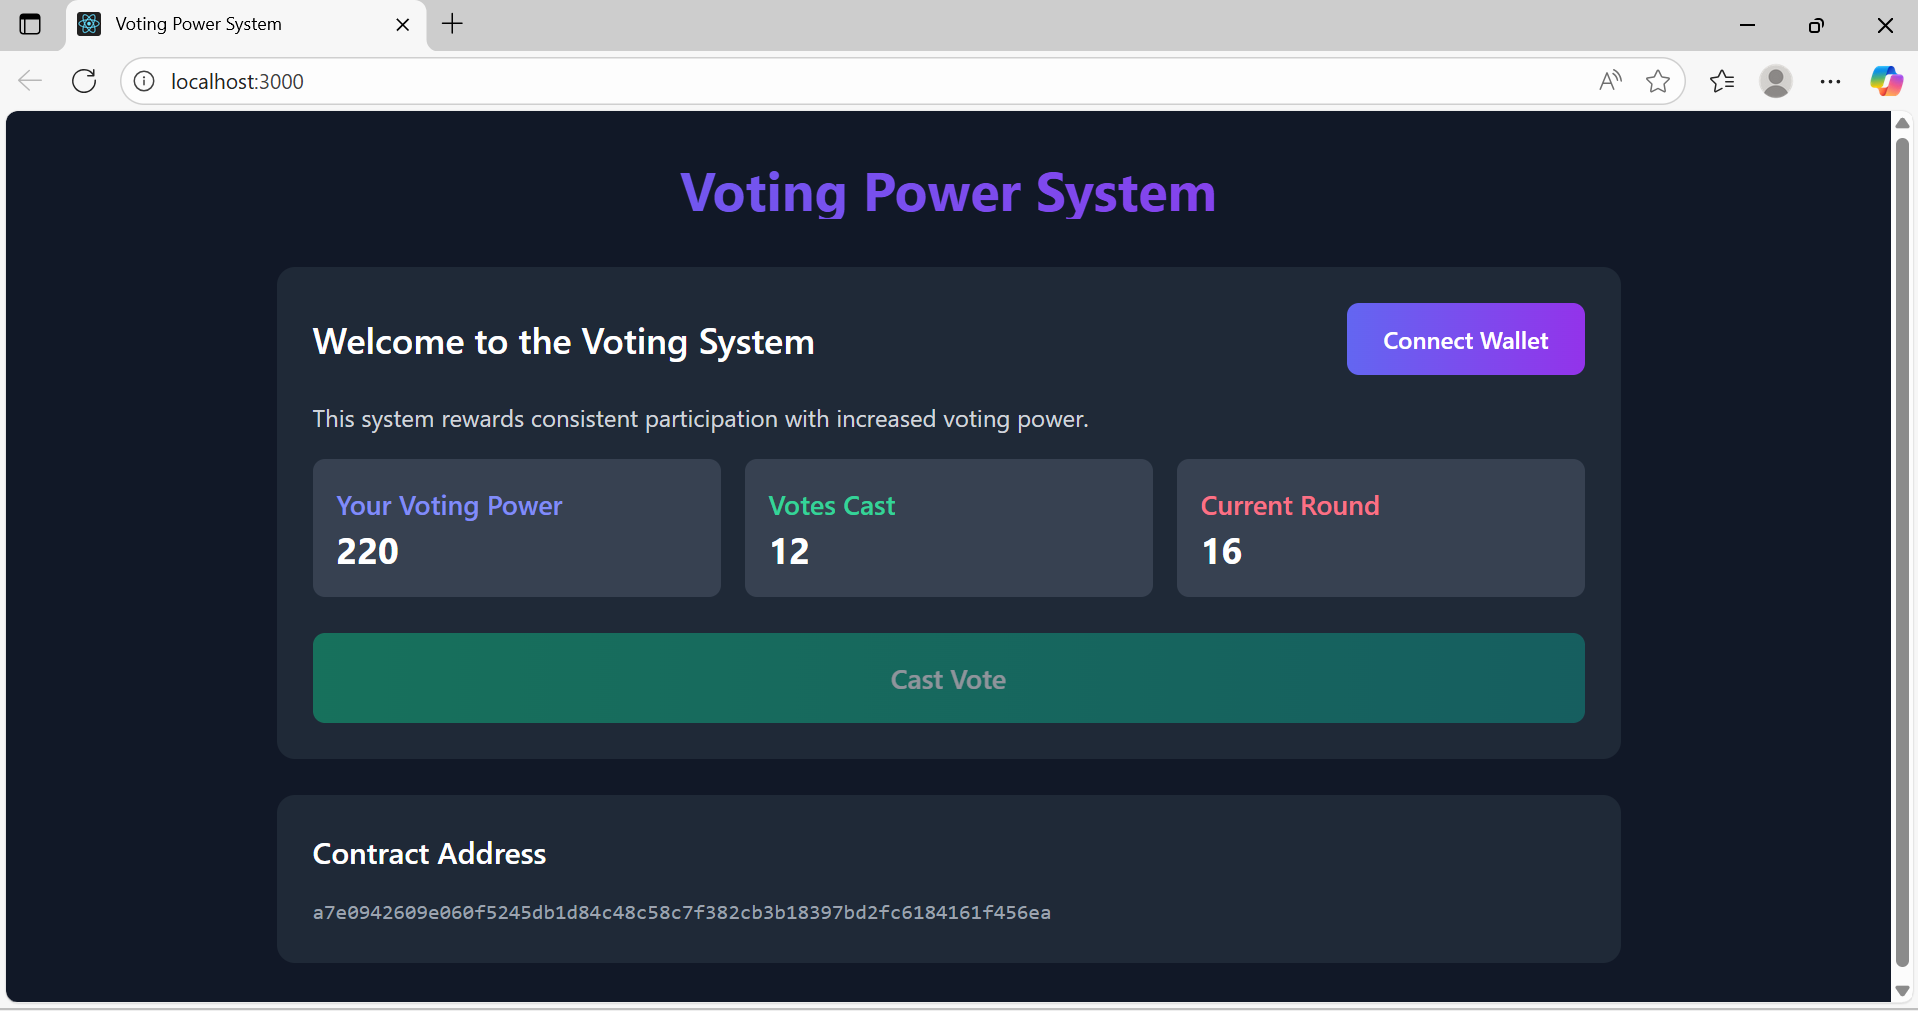 Voting Power System
localhost:3000
Voting Power System
Welcome to the Voting System
Connect Wallet
This system rewards consistent participation with increased voting power.
Your Voting Power
220
Votes Cast
12
Current Round
16
Cast Vote
Contract Address
a7e0942609e060f5245db1d84c48c58c7f382cb3b18397bd2fc6184161f456ea